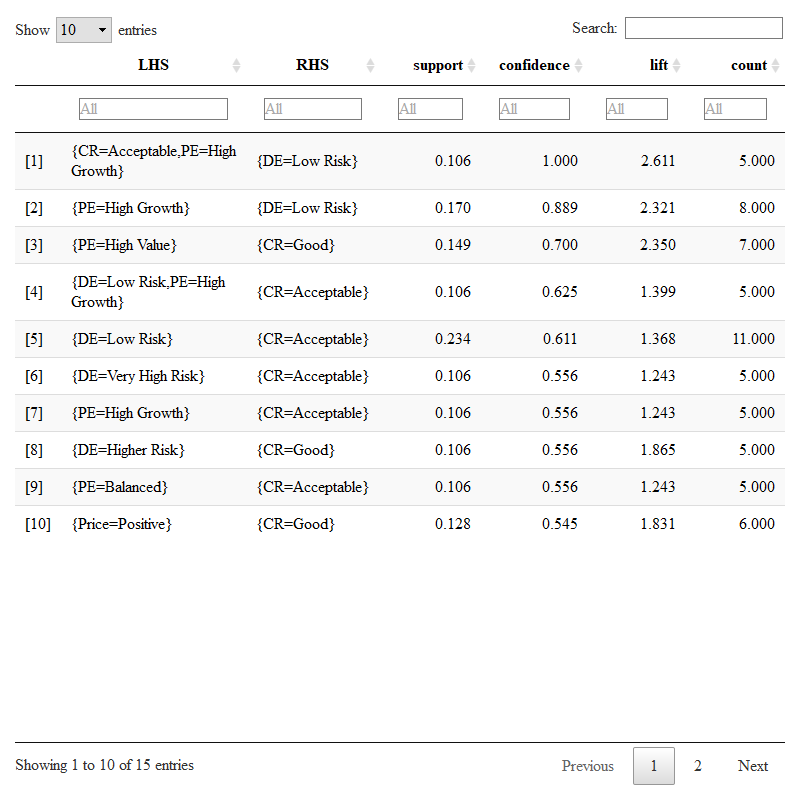 Show 10 entries Search:
LHS RHS support confidence lift count
All All All All All All
[1] {CR=Acceptable,PE=High Growth} {DE=Low Risk} 0.106 1.000 2.611 5.000
[2] {PE=High Growth} {DE=Low Risk} 0.170 0.889 2.321 8.000
[3] {PE=High Value} {CR=Good} 0.149 0.700 2.350 7.000
[4] {DE=Low Risk,PE=High Growth} {CR=Acceptable} 0.106 0.625 1.399 5.000
[5] {DE=Low Risk} {CR=Acceptable} 0.234 0.611 1.368 11.000
[6] {DE=Very High Risk} {CR=Acceptable} 0.106 0.556 1.243 5.000
[7] {PE=High Growth} {CR=Acceptable} 0.106 0.556 1.243 5.000
[8] {DE=Higher Risk} {CR=Good} 0.106 0.556 1.865 5.000
[9] {PE=Balanced} {CR=Acceptable} 0.106 0.556 1.243 5.000
[10] {Price=Positive} {CR=Good} 0.128 0.545 1.831 6.000
Showing 1 to 10 of 15 entries Previous 1 2 Next